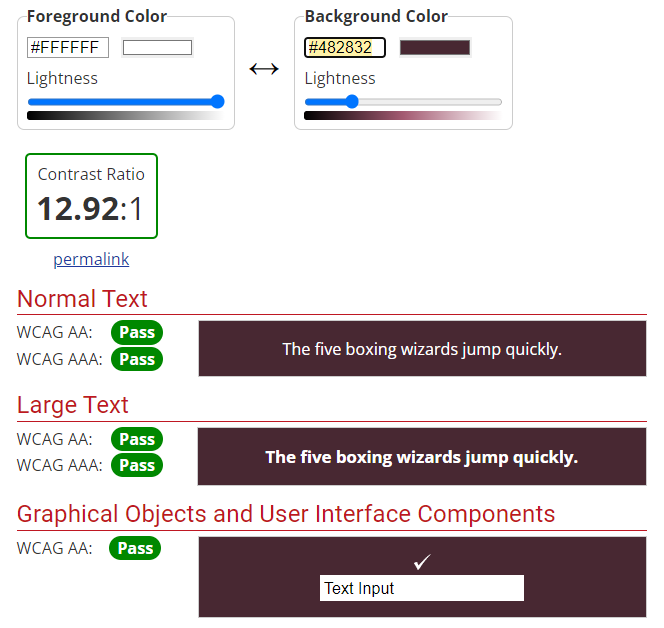 Foreground Color
Background Color
#FFFFFF
#482832
Lightness
Lightness
Contrast Ratio
12.92:1
permalink
Normal Text
WCAG AA: Pass
WCAG AAA: Pass
The five boxing wizards jump quickly.
Large Text
WCAG AA: Pass
WCAG AAA: Pass
The five boxing wizards jump quickly.
Graphical Objects and User Interface Components
WCAG AA: Pass
Text Input